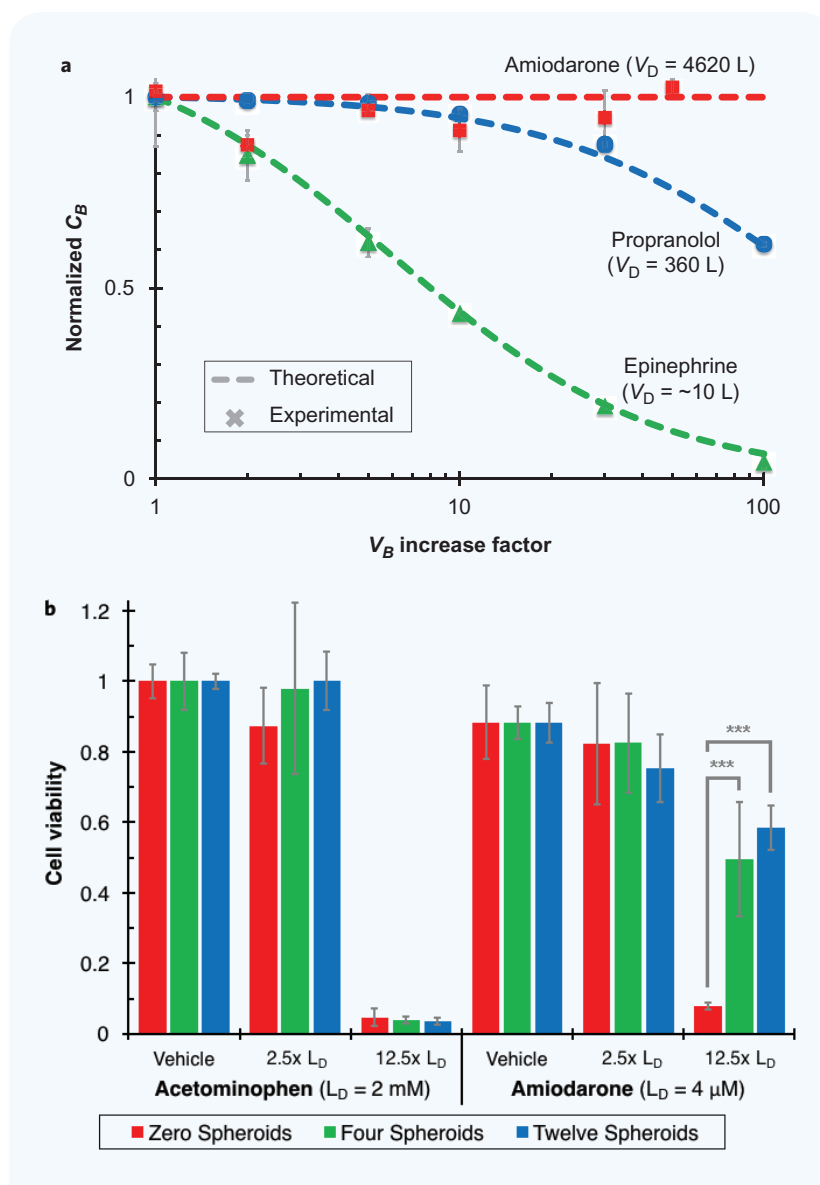 a
Amiodarone (VD = 4620 L)
1
Normalized CB
Propranolol
(VD = 360 L)
0.5
Epinephrine
(VD = ~10 L)
Theoretical
Experimental
0
1
10
100
VB increase factor
b
1.2
1
0.8
0.6
0.4
0.2
0
Cell viability
***
***
Vehicle
2.5x LD
12.5x LD
Vehicle
2.5x LD
12.5x LD
Acetominophen (LD = 2 mM)
Amiodarone (LD = 4 μM)
Zero Spheroids
Four Spheroids
Twelve Spheroids